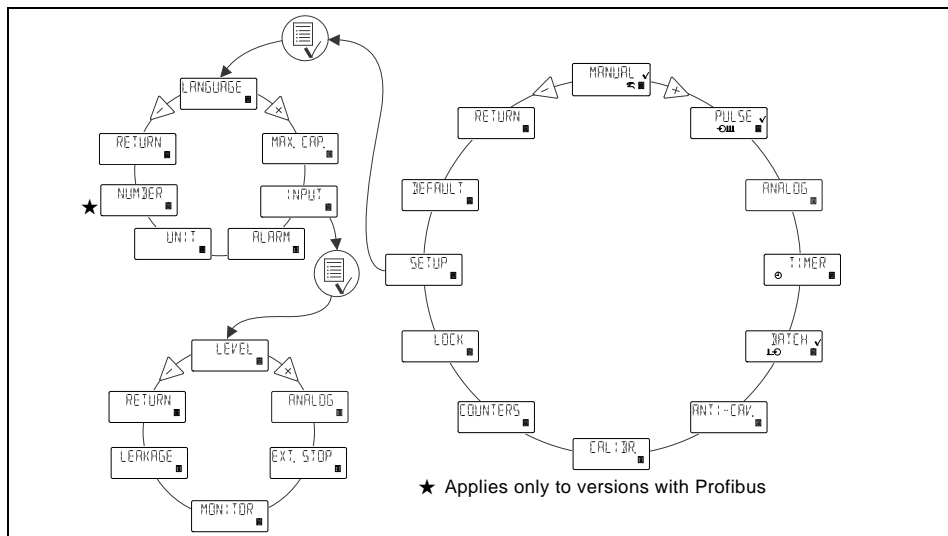 LANGUAGE
MAX. CAP.
INPUT
ALARM
UNIT
★ NUMBER
RETURN
LEVEL
ANALOG
EXT. STOP
MONITOR
LEAKAGE
RETURN
MANUAL
PULSE
ANALOG
TIMER
BATCH
ANTI-CAV.
CALIBR.
COUNTERS
LOCK
SETUP
DEFAULT
RETURN
★ Applies only to versions with Profibus